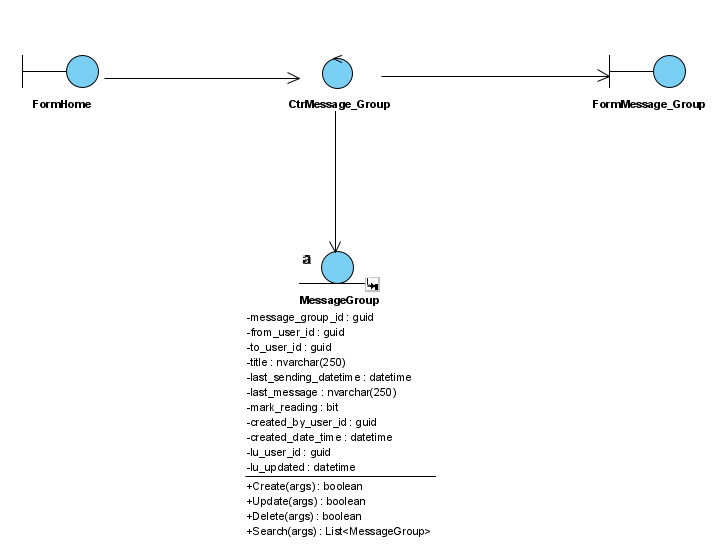 FormHome
CtrMessage_Group
FormMessage_Group
a
MessageGroup
-message_group_id : guid
-from_user_id : guid
-to_user_id : guid
-title : nvarchar(250)
-last_sending_datetime : datetime
-last_message : nvarchar(250)
-mark_reading : bit
-created_by_user_id : guid
-created_date_time : datetime
-lu_user_id : guid
-lu_updated : datetime
+Create(args) : boolean
+Update(args) : boolean
+Delete(args) : boolean
+Search(args) : List<MessageGroup>